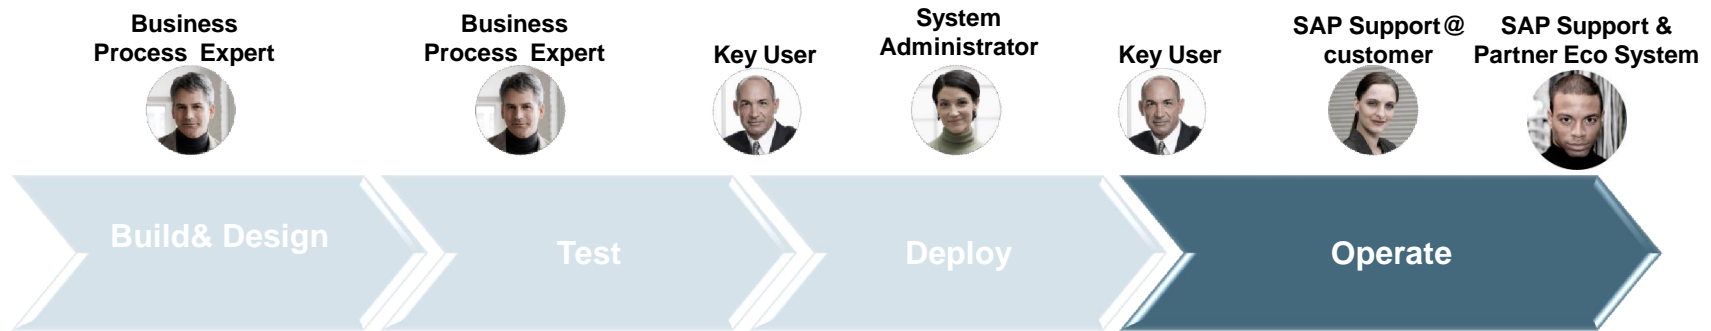 Business
Process Expert
Business
Process Expert
Key User
System
Administrator
Key User
SAP Support@
customer
SAP Support &
Partner Eco System
Build& Design
Test
Deploy
Operate